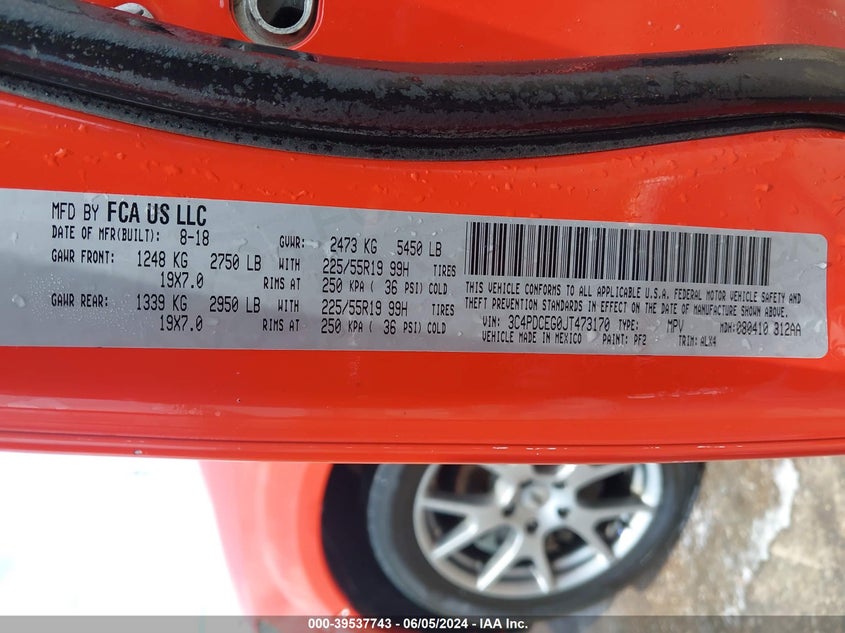 MFD BY FCA US LLC
DATE OF MFR(BUILT): 8-18 GVWR: 2473 KG 5450 LB
GAWR FRONT: 1248 KG 2750 LB WITH 225/55R19 99H TIRES
19X7.0 RIMS AT 250 KPA ( 36 PSI) COLD
GAWR REAR: 1339 KG 2950 LB WITH 225/55R19 99H TIRES
19X7.0 RIMS AT 250 KPA ( 36 PSI) COLD
THIS VEHICLE CONFORMS TO ALL APPLICABLE U.S.A. FEDERAL MOTOR VEHICLE SAFETY AND
THEFT PREVENTION STANDARDS IN EFFECT ON THE DATE OF MANUFACTURE SHOWN ABOVE.
VIN: 3C4PDCEG0JT473170 TYPE: MPV MDH:080410 312AA
VEHICLE MADE IN MEXICO PAINT: PF2 TRIM: ALX4
000-39537743 / 06/05/2024 - IAA Inc.